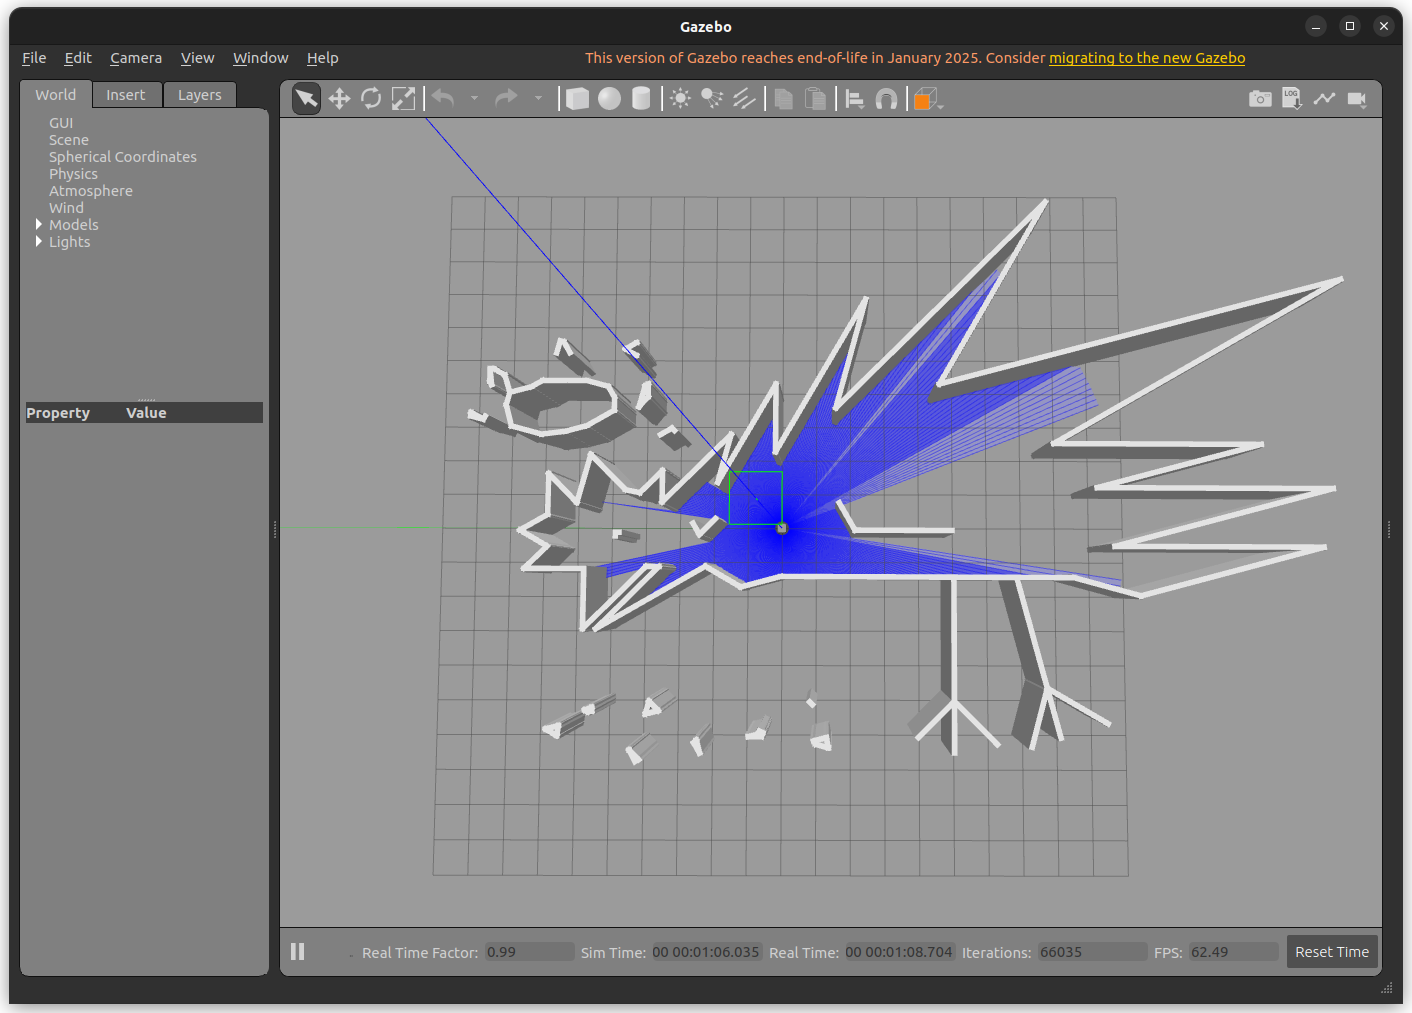 Gazebo
File Edit Camera View Window Help
This version of Gazebo reaches end-of-life in January 2025. Consider migrating to the new Gazebo
World Insert Layers
LOG
GUI
Scene
Spherical Coordinates
Physics
Atmosphere
Wind
Models
Lights
Property Value
Real Time Factor: 0.99 Sim Time: 00 00:01:06.035 Real Time: 00 00:01:08.704 Iterations: 66035 FPS: 62.49 Reset Time